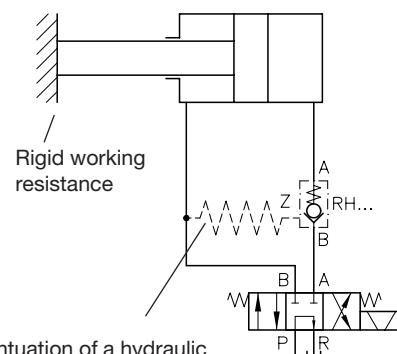 Rigid working
resistance
A
Z
RH...
B
B A
P R
ntuation of a hydraulic